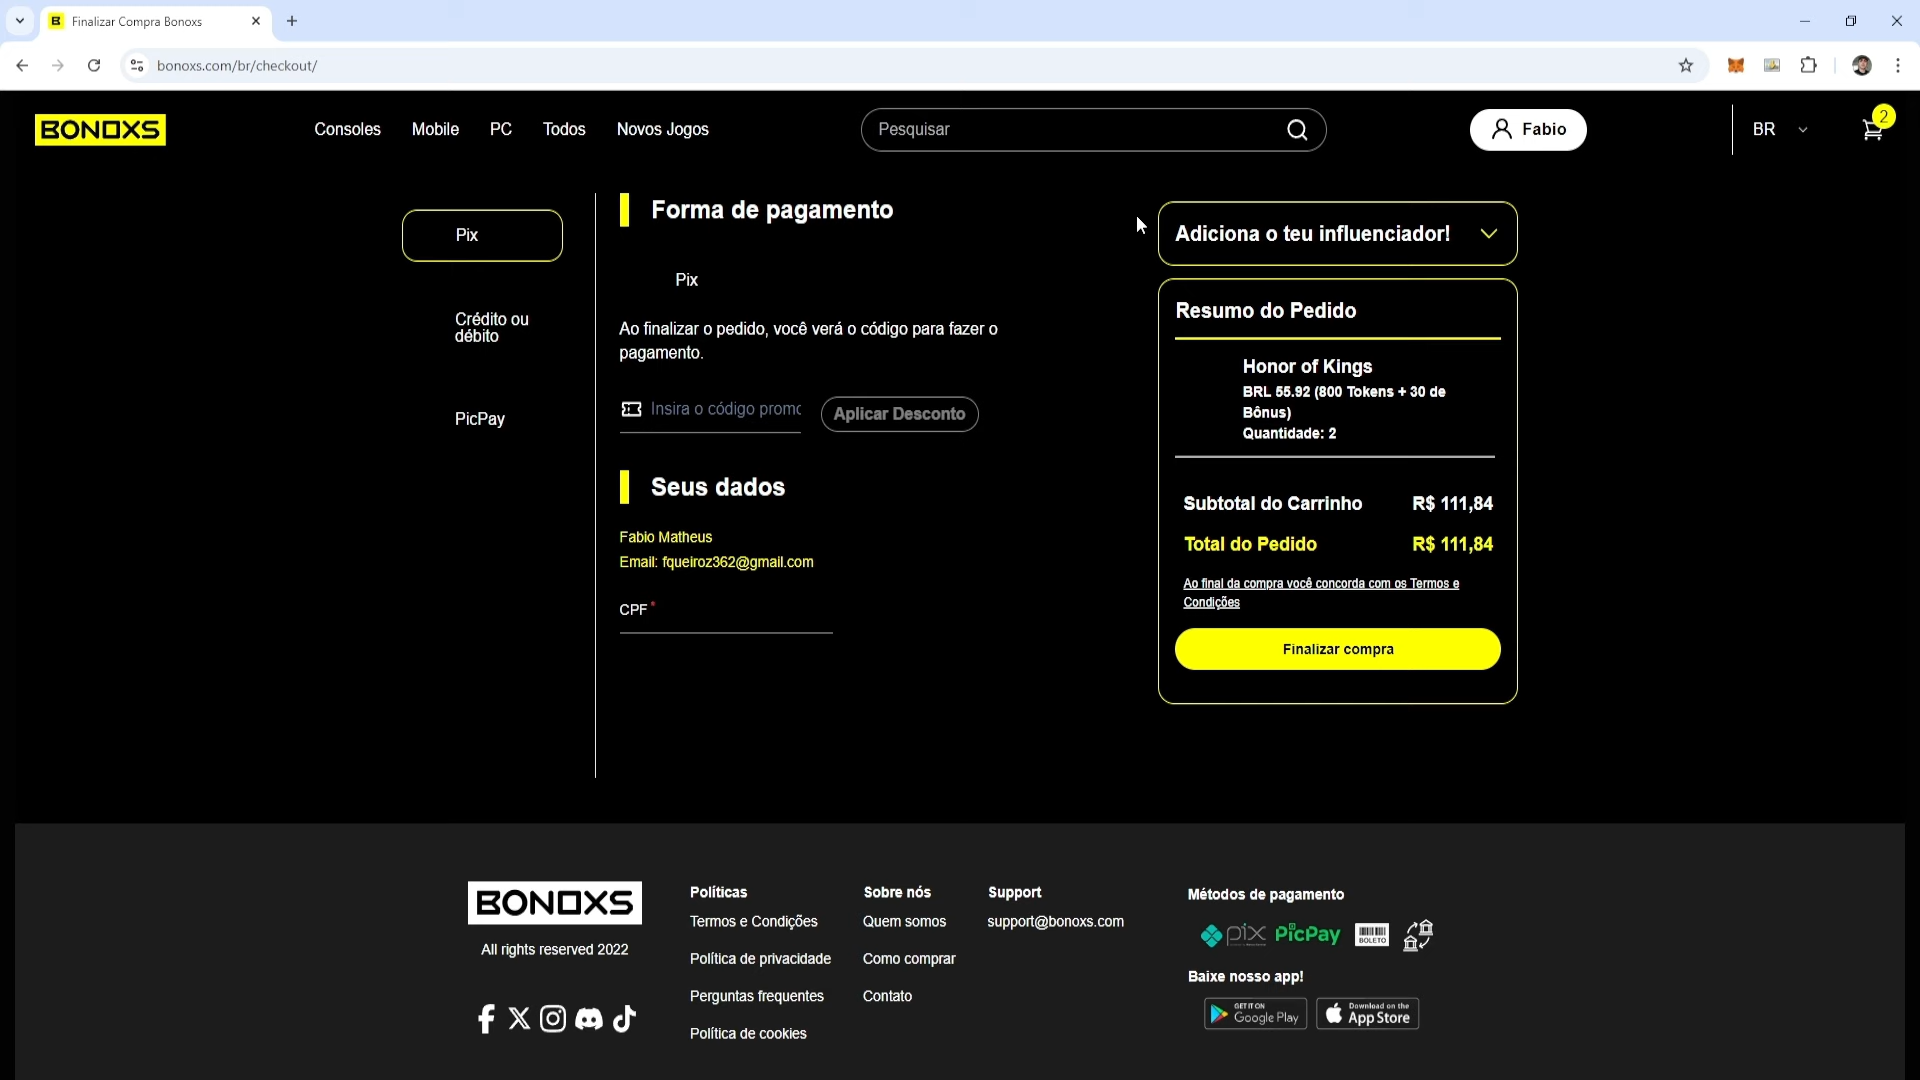 Finalizar Compra Bonoxs
bonoxs.com/br/checkout/
BONOXS
Consoles
Mobile
PC
Todos
Novos Jogos
Pesquisar
Fabio
BR
2
Pix
Crédito ou
débito
PicPay
Forma de pagamento
Pix
Ao finalizar o pedido, você verá o código para fazer o
pagamento.
Insira o código promo
Aplicar Desconto
Seus dados
Fabio Matheus
Email: fqueiroz362@gmail.com
CPF *
Adiciona o teu influenciador!
Resumo do Pedido
Honor of Kings
BRL 55.92 (800 Tokens + 30 de
Bônus)
Quantidade: 2
Subtotal do Carrinho R$ 111,84
Total do Pedido R$ 111,84
Ao final da compra você concorda com os Termos e
Condições
Finalizar compra
BONOXS
All rights reserved 2022
Políticas
Termos e Condições
Política de privacidade
Perguntas frequentes
Política de cookies
Sobre nós
Quem somos
Como comprar
Contato
Support
support@bonoxs.com
Métodos de pagamento
pix
PicPay
BOLETO
Baixe nosso app!
GET IT ON
Google Play
Download on the
App Store